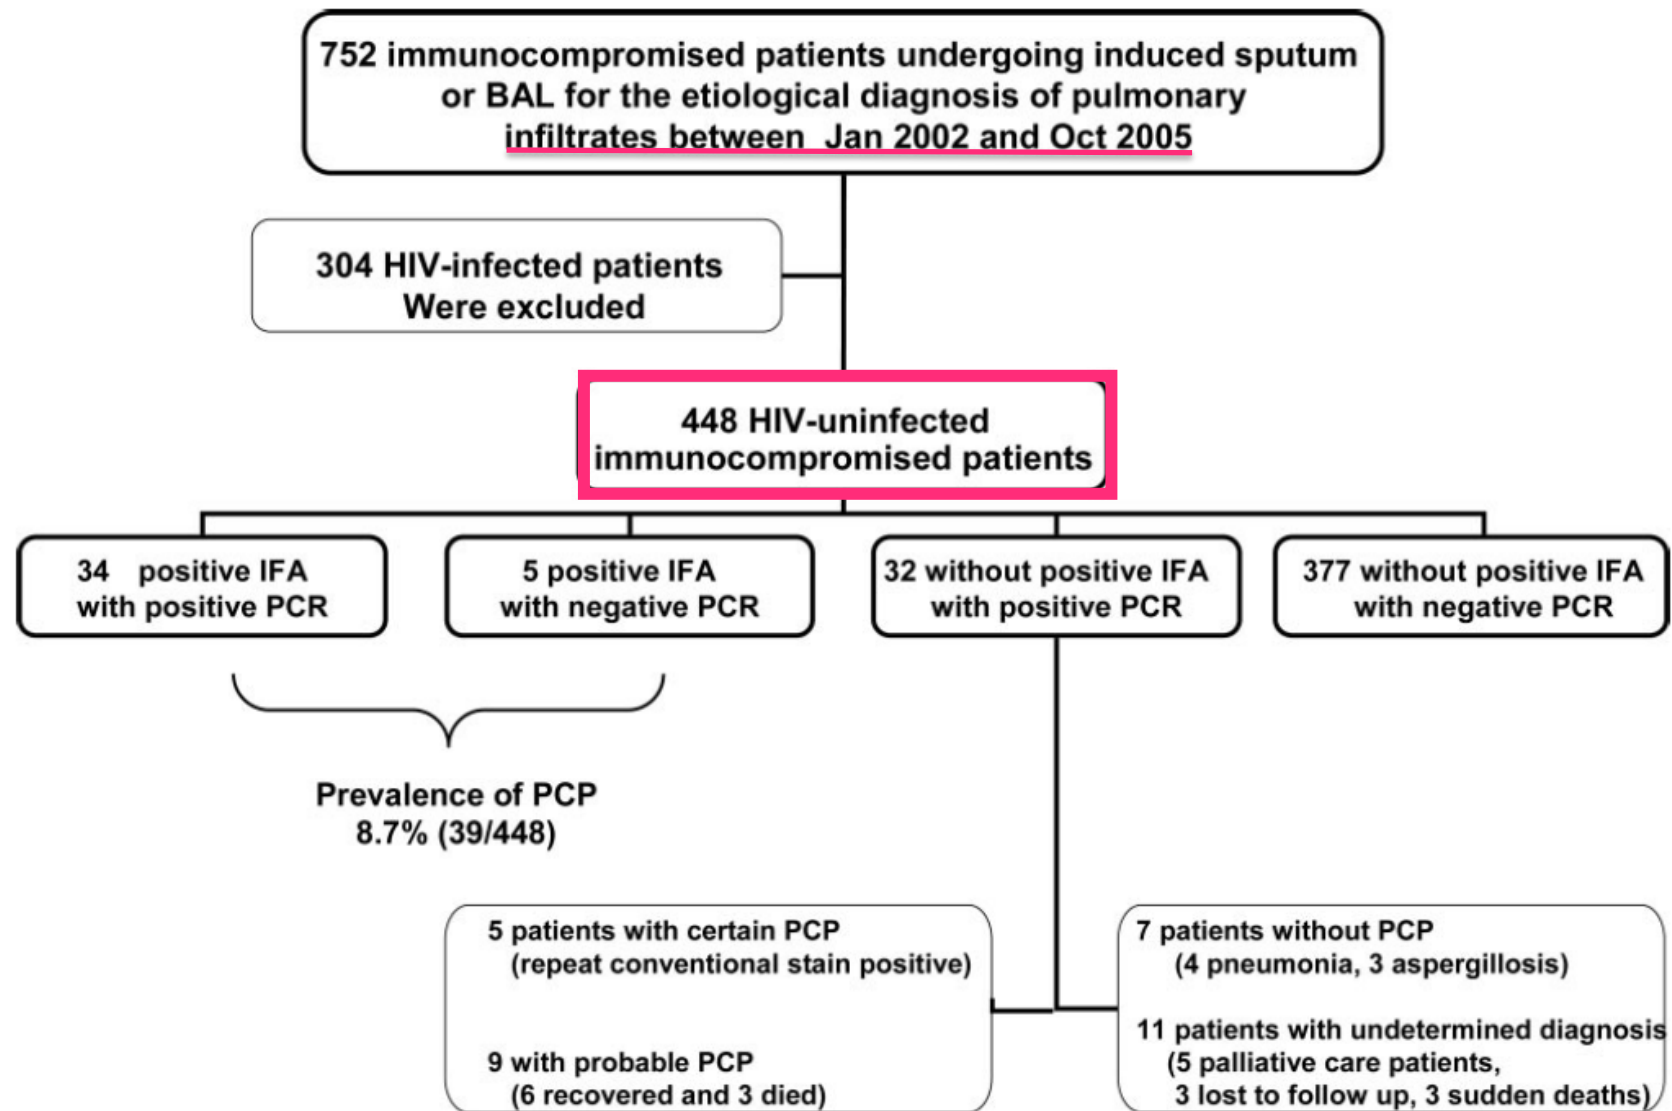 752 immunocompromised patients undergoing induced sputum
or BAL for the etiological diagnosis of pulmonary
infiltrates between Jan 2002 and Oct 2005
304 HIV-infected patients
Were excluded
448 HIV-uninfected
immunocompromised patients
34 positive IFA
with positive PCR
5 positive IFA
with negative PCR
32 without positive IFA
with positive PCR
377 without positive IFA
with negative PCR
Prevalence of PCP
8.7% (39/448)
5 patients with certain PCP
(repeat conventional stain positive)
9 with probable PCP
(6 recovered and 3 died)
7 patients without PCP
(4 pneumonia, 3 aspergillosis)
11 patients with undetermined diagnosis
(5 palliative care patients,
3 lost to follow up, 3 sudden deaths)